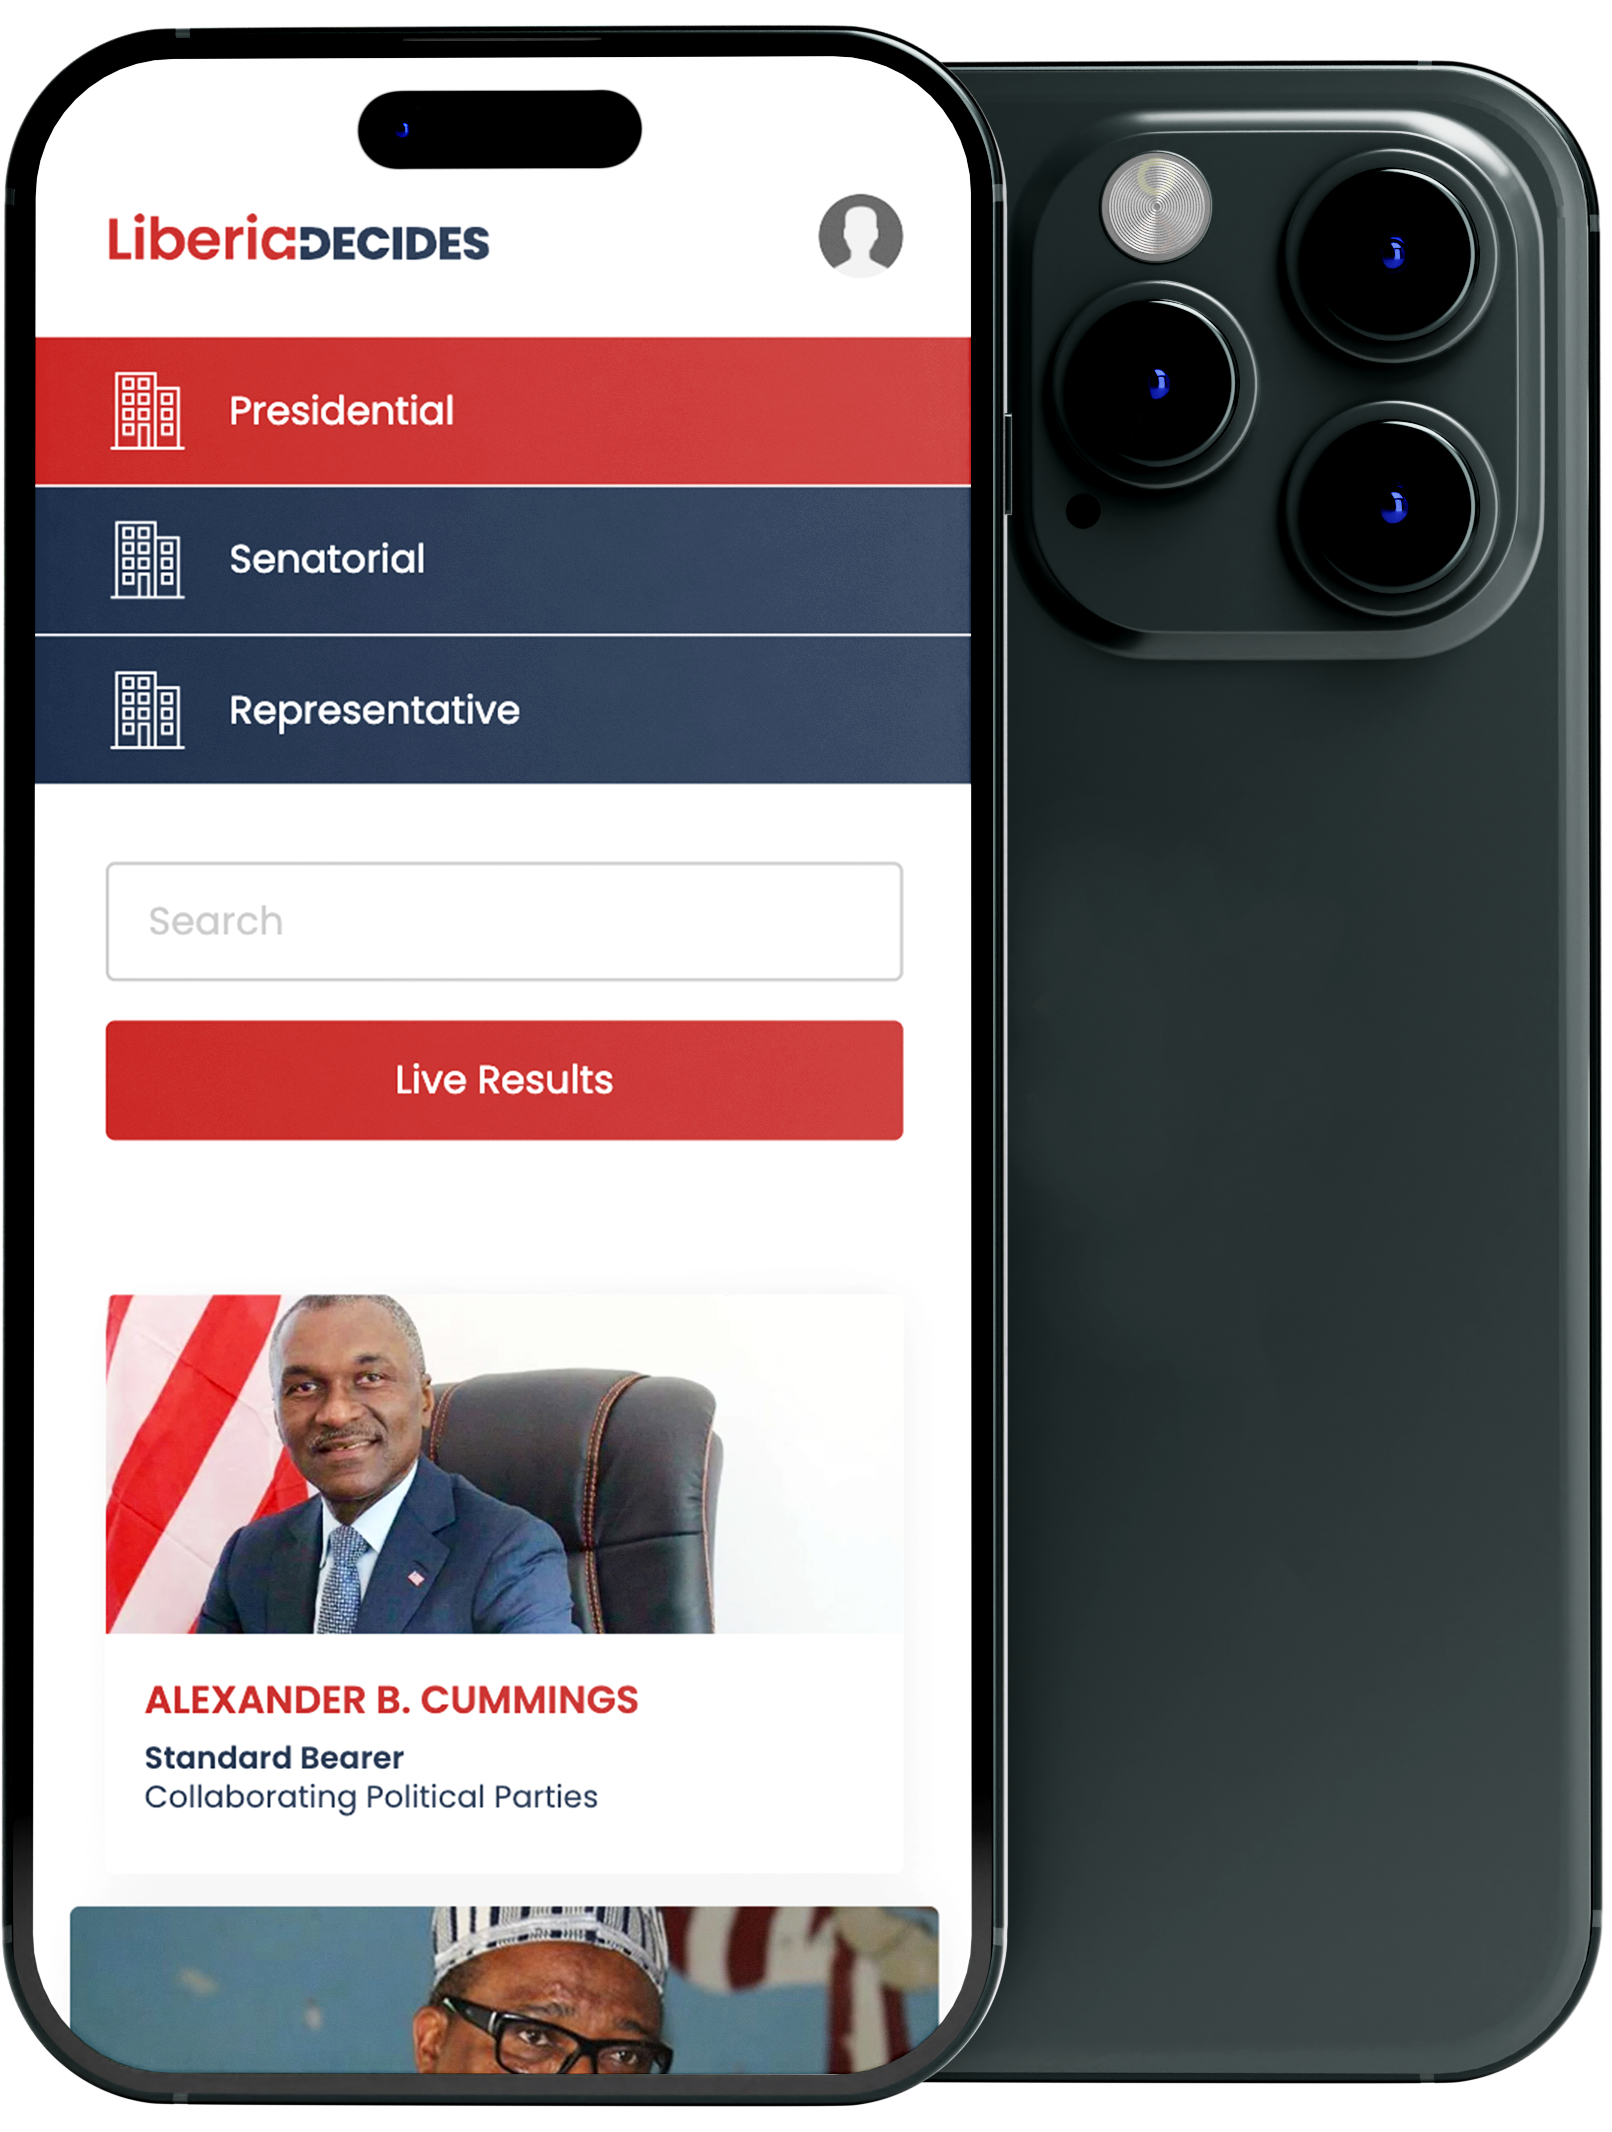 LiberiaDECIDES
Presidential
Senatorial
Representative
Search
Live Results
ALEXANDER B. CUMMINGS
Standard Bearer
Collaborating Political Parties